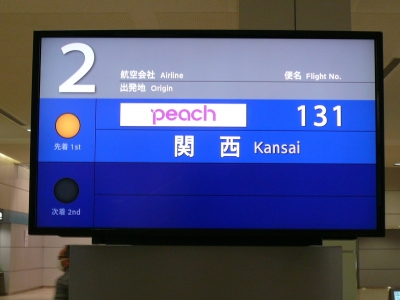 2
航空会社 Airline 便名 Flight No.
出発地 Origin
peach 131
先着 1st
関西 Kansai
次着 2nd